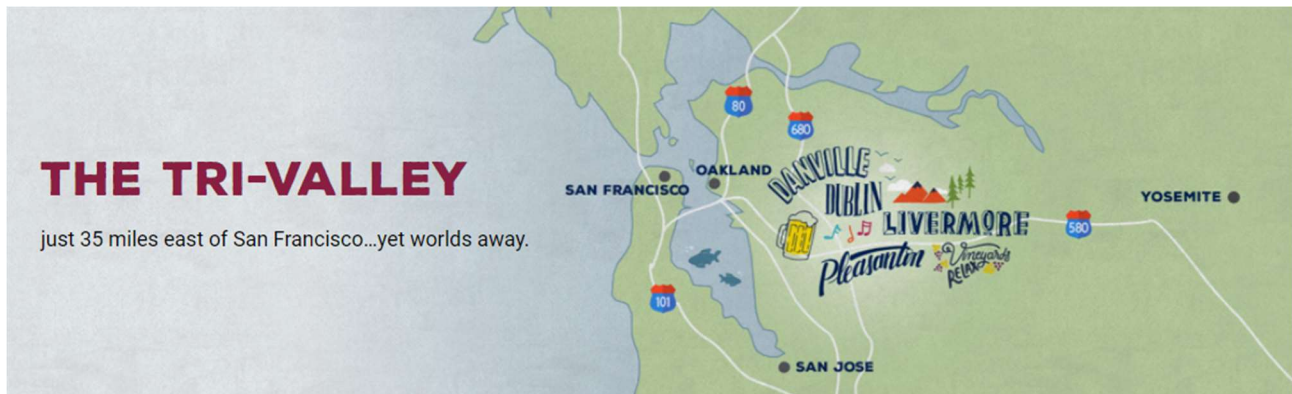 THE TRI-VALLEY
just 35 miles east of San Francisco...yet worlds away.
80
680
OAKLAND
SAN FRANCISCO
DANVILLE
DUBLIN
LIVERMORE
Pleasanton
Vineyards
RELAX
YOSEMITE
580
101
SAN JOSE